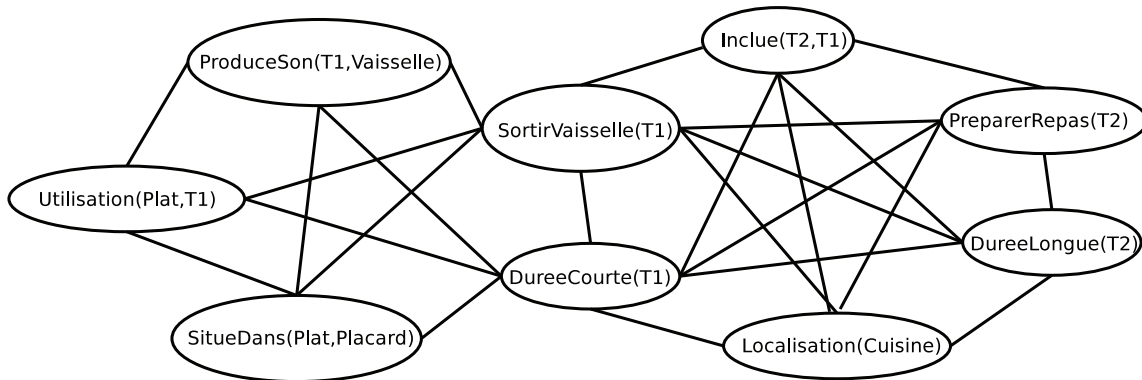 ProduceSon(T1,Vaisselle)
Inclue(T2,T1)
SortirVaisselle(T1)
PreparerRepas(T2)
Utilisation(Plat,T1)
DureeCourte(T1)
DureeLongue(T2)
SitueDans(Plat,Placard)
Localisation(Cuisine)